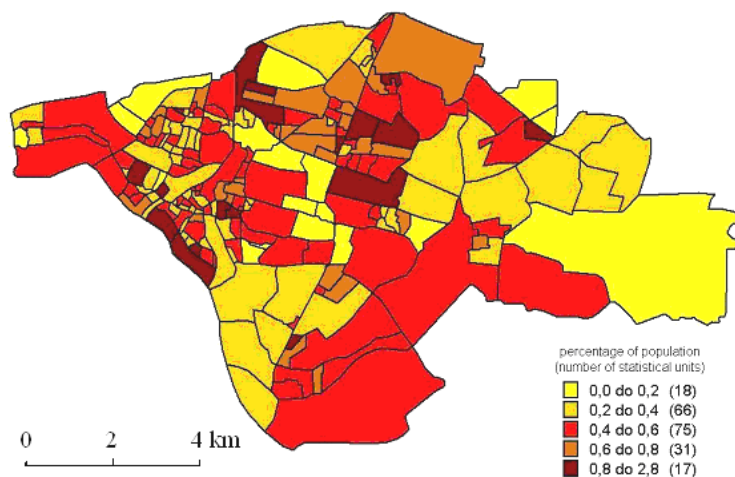 percentage of population
(number of statistical units)
0,0 do 0,2 (18)
0,2 do 0,4 (66)
0,4 do 0,6 (75)
0,6 do 0,8 (31)
0,8 do 2,8 (17)
0 2 4 km